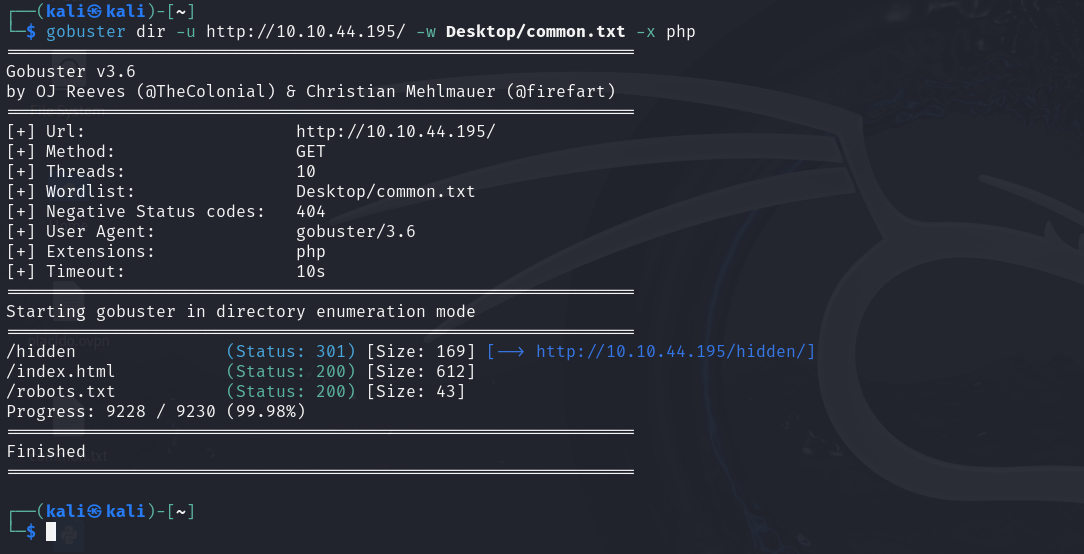 ┌──(kali㉿kali)-[~]
└─$ gobuster dir -u http://10.10.44.195/ -w Desktop/common.txt -x php
===============================================================
Gobuster v3.6
by OJ Reeves (@TheColonial) & Christian Mehlmauer (@firefart)
===============================================================
[+] Url:                     http://10.10.44.195/
[+] Method:                  GET
[+] Threads:                 10
[+] Wordlist:                Desktop/common.txt
[+] Negative Status codes:   404
[+] User Agent:              gobuster/3.6
[+] Extensions:              php
[+] Timeout:                 10s
===============================================================
Starting gobuster in directory enumeration mode
===============================================================
/hidden               (Status: 301) [Size: 169] [--> http://10.10.44.195/hidden/]
/index.html           (Status: 200) [Size: 612]
/robots.txt           (Status: 200) [Size: 43]
Progress: 9228 / 9230 (99.98%)
===============================================================
Finished
===============================================================
┌──(kali㉿kali)-[~]
└─$